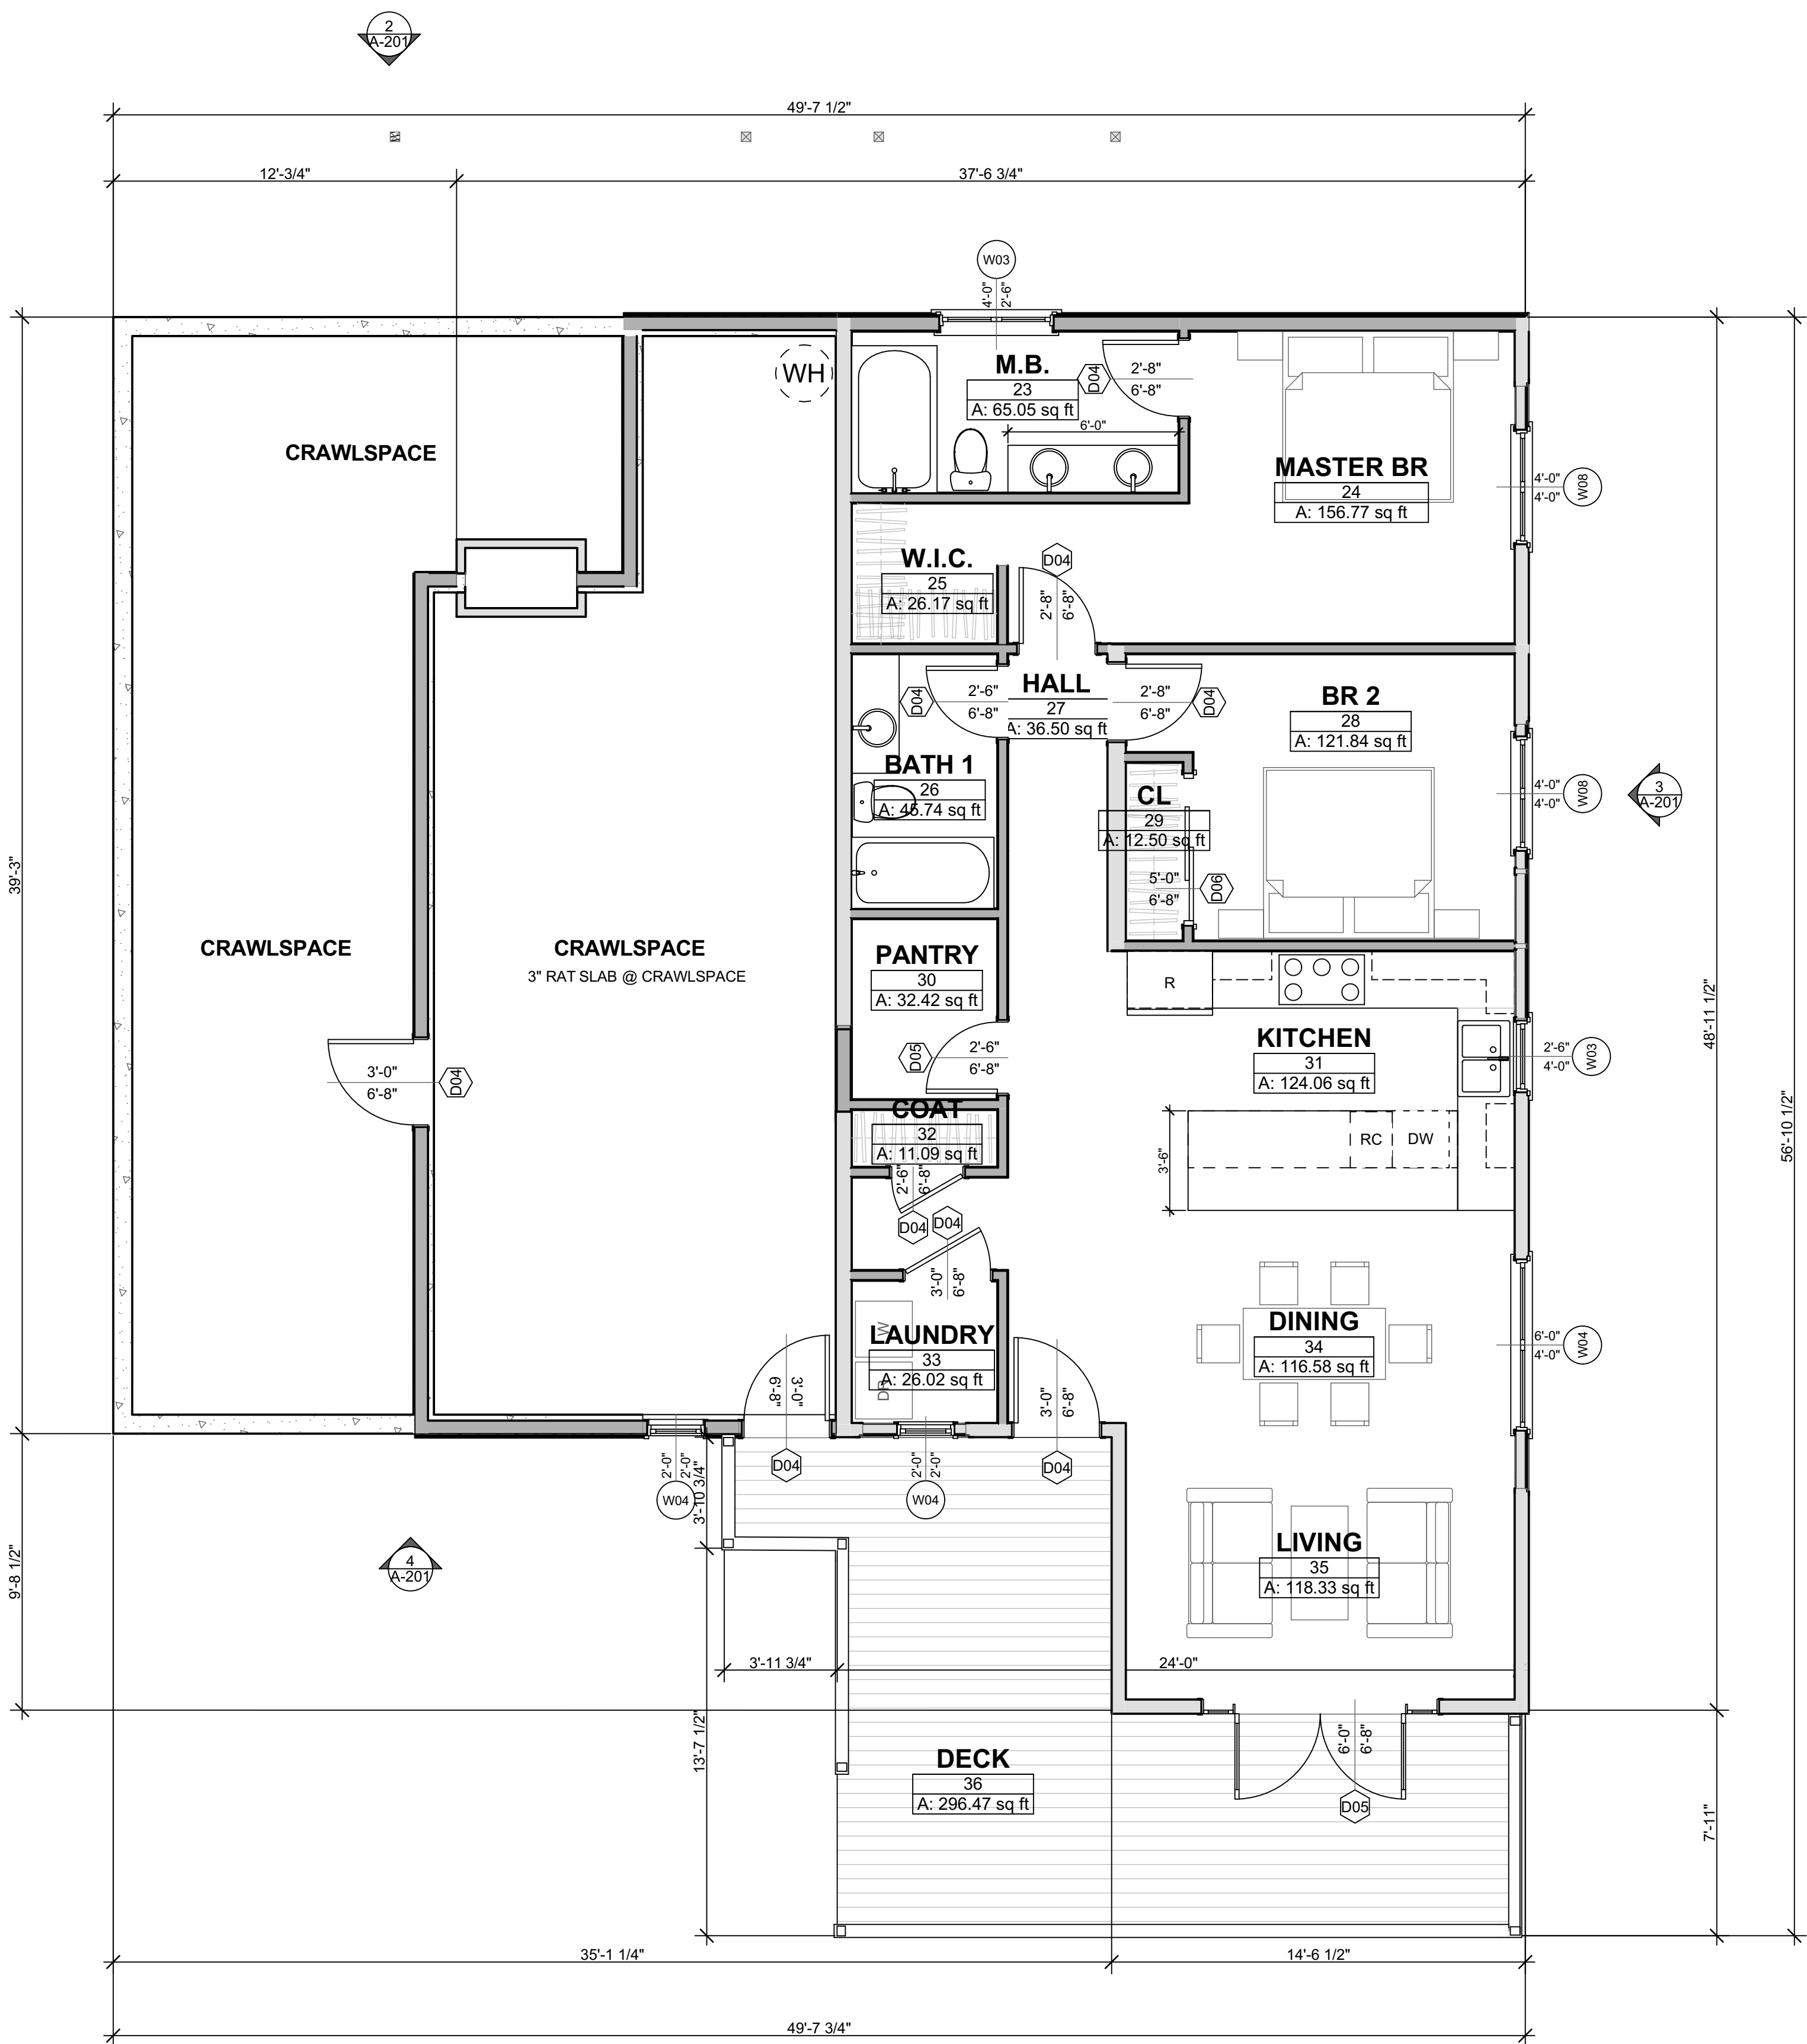 2
A-201
49'-7 1/2"
12'-3/4"
37'-6 3/4"
W03
4'-0"
2'-6"
WH
M.B.
23
A: 65.05 sq ft
D04
2'-8"
6'-8"
6'-0"
CRAWLSPACE
MASTER BR
24
A: 156.77 sq ft
4'-0"
4'-0"
W08
W.I.C.
25
A: 26.17 sq ft
D04
2'-8"
6'-8"
HALL
27
A: 36.50 sq ft
D04
2'-6"
6'-8"
2'-8"
6'-8"
D04
BR 2
28
A: 121.84 sq ft
BATH 1
26
A: 45.74 sq ft
CL
29
A: 12.50 sq ft
5'-0"
6'-8"
D06
4'-0"
4'-0"
W08
3
A-201
39'-3"
CRAWLSPACE
CRAWLSPACE
3" RAT SLAB @ CRAWLSPACE
PANTRY
30
A: 32.42 sq ft
R
D05
2'-6"
6'-8"
KITCHEN
31
A: 124.06 sq ft
2'-6"
4'-0"
W03
48'-11 1/2"
3'-0"
6'-8"
D04
COAT
32
A: 11.09 sq ft
2'-6"
6'-8"
D04
D04
3'-0"
6'-8"
3'-6"
RC
DW
56'-10 1/2"
W
LAUNDRY
33
A: 26.02 sq ft
DR
DINING
34
A: 116.58 sq ft
6'-0"
4'-0"
W04
3'-0"
6'-8"
D04
3'-0"
6'-8"
D04
2'-0"
2'-0"
W04
3'-10 3/4"
2'-0"
2'-0"
W04
9'-8 1/2"
4
A-201
LIVING
35
A: 118.33 sq ft
3'-11 3/4"
24'-0"
13'-7 1/2"
DECK
36
A: 296.47 sq ft
6'-0"
6'-8"
D05
7'-11"
35'-1 1/4"
14'-6 1/2"
49'-7 3/4"